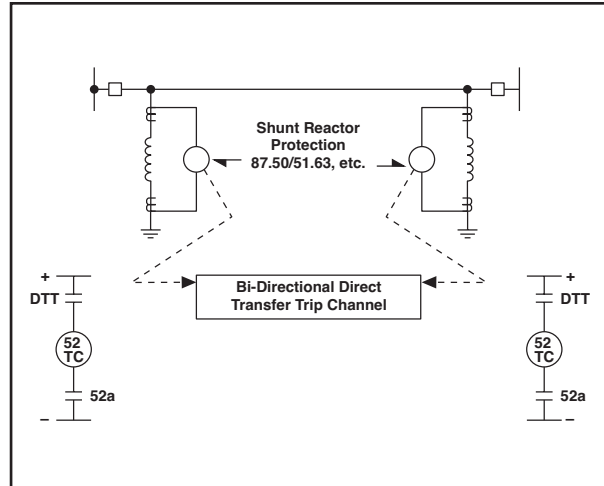 Shunt Reactor
Protection
87.50/51.63, etc.
Bi-Directional Direct
Transfer Trip Channel
+
DTT
52
TC
52a
–
+
DTT
52
TC
52a
–